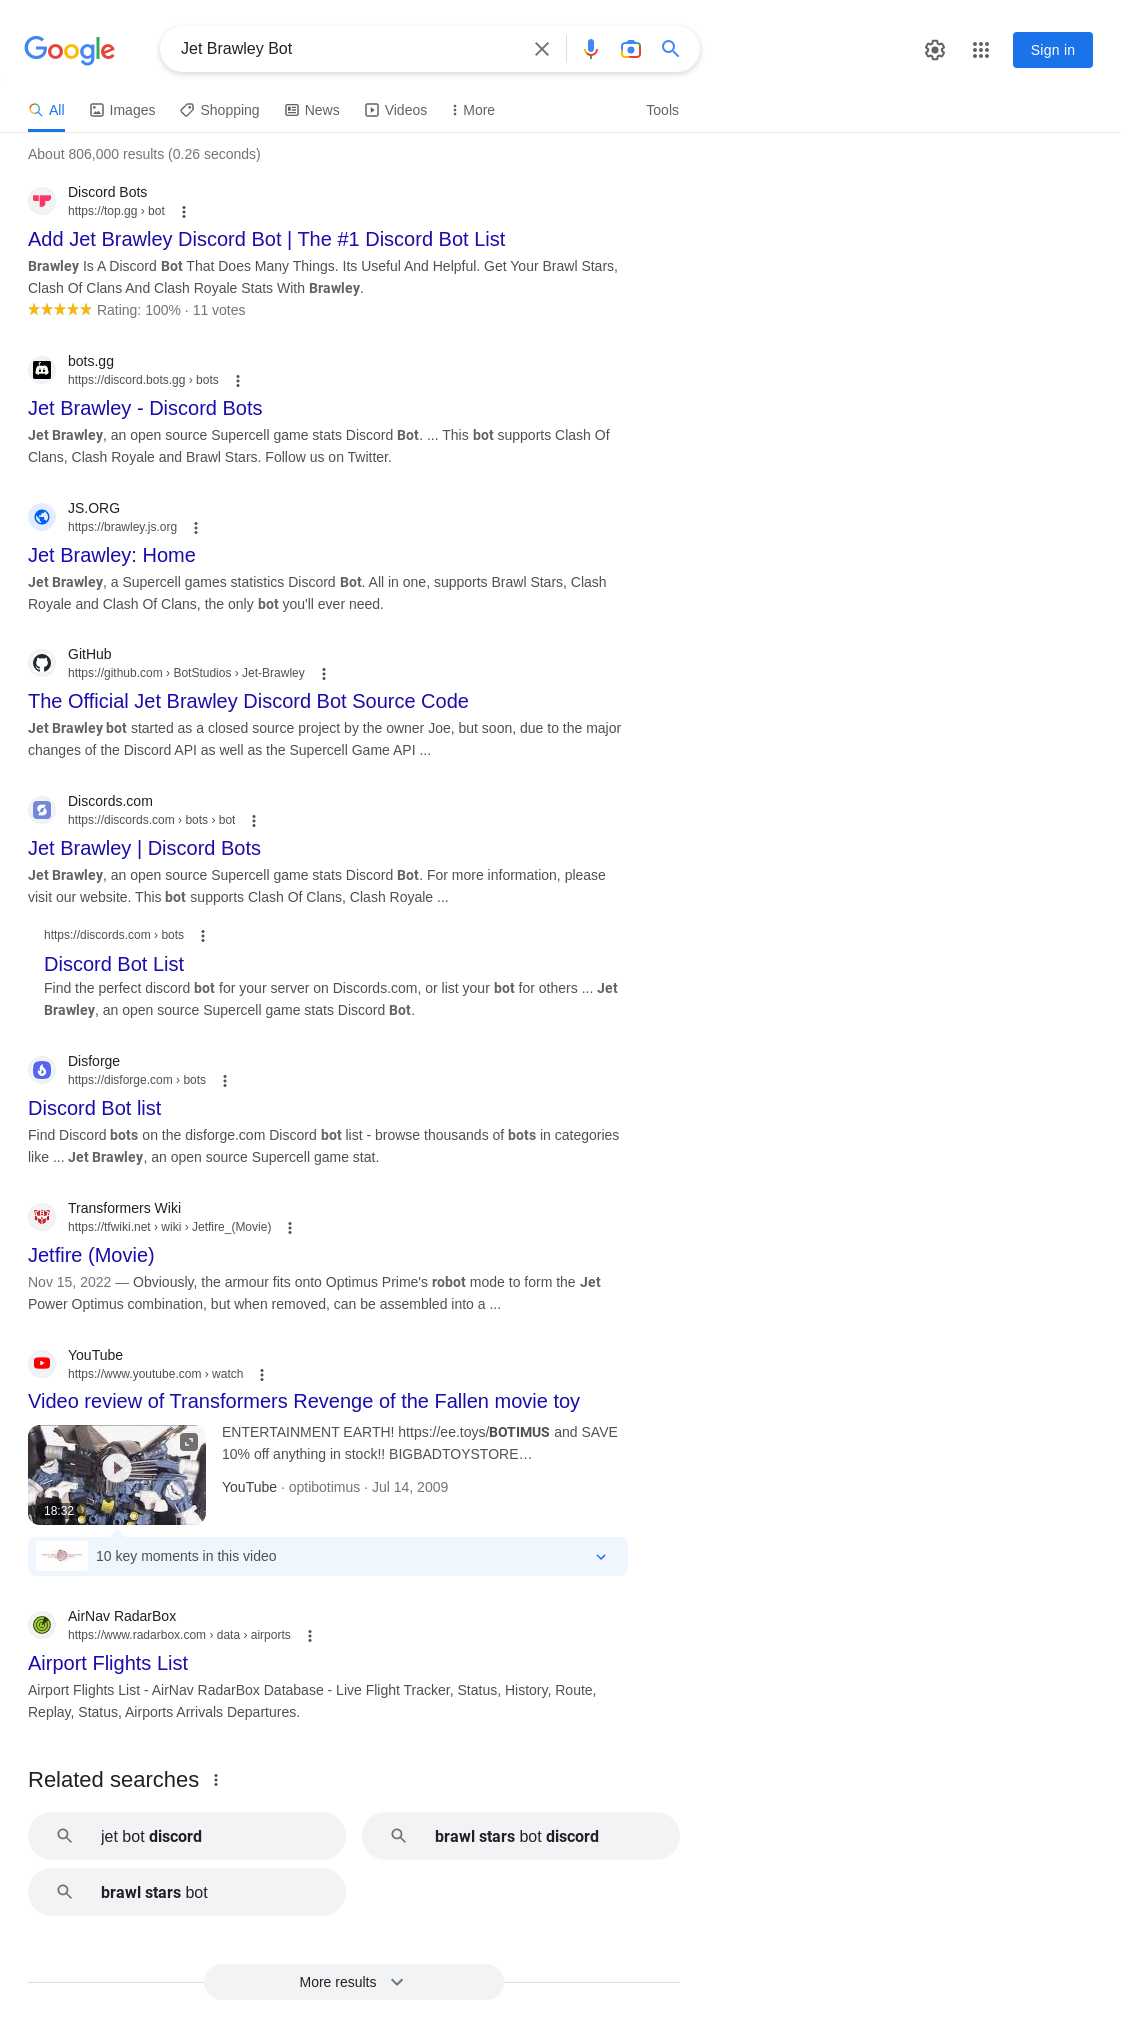 Google
Jet Brawley Bot
Sign in
All
Images
Shopping
News
Videos
More
Tools
About 806,000 results (0.26 seconds)
Discord Bots
https://top.gg › bot
Add Jet Brawley Discord Bot | The #1 Discord Bot List
Brawley Is A Discord Bot That Does Many Things. Its Useful And Helpful. Get Your Brawl Stars,
Clash Of Clans And Clash Royale Stats With Brawley.
Rating: 100% · 11 votes
bots.gg
https://discord.bots.gg › bots
Jet Brawley - Discord Bots
Jet Brawley, an open source Supercell game stats Discord Bot. ... This bot supports Clash Of
Clans, Clash Royale and Brawl Stars. Follow us on Twitter.
JS.ORG
https://brawley.js.org
Jet Brawley: Home
Jet Brawley, a Supercell games statistics Discord Bot. All in one, supports Brawl Stars, Clash
Royale and Clash Of Clans, the only bot you'll ever need.
GitHub
https://github.com › BotStudios › Jet-Brawley
The Official Jet Brawley Discord Bot Source Code
Jet Brawley bot started as a closed source project by the owner Joe, but soon, due to the major
changes of the Discord API as well as the Supercell Game API ...
Discords.com
https://discords.com › bots › bot
Jet Brawley | Discord Bots
Jet Brawley, an open source Supercell game stats Discord Bot. For more information, please
visit our website. This bot supports Clash Of Clans, Clash Royale ...
https://discords.com › bots
Discord Bot List
Find the perfect discord bot for your server on Discords.com, or list your bot for others ... Jet
Brawley, an open source Supercell game stats Discord Bot.
Disforge
https://disforge.com › bots
Discord Bot list
Find Discord bots on the disforge.com Discord bot list - browse thousands of bots in categories
like ... Jet Brawley, an open source Supercell game stat.
Transformers Wiki
https://tfwiki.net › wiki › Jetfire_(Movie)
Jetfire (Movie)
Nov 15, 2022 — Obviously, the armour fits onto Optimus Prime's robot mode to form the Jet
Power Optimus combination, but when removed, can be assembled into a ...
YouTube
https://www.youtube.com › watch
Video review of Transformers Revenge of the Fallen movie toy
ENTERTAINMENT EARTH! https://ee.toys/BOTIMUS and SAVE
10% off anything in stock!! BIGBADTOYSTORE…
YouTube · optibotimus · Jul 14, 2009
18:32
10 key moments in this video
AirNav RadarBox
https://www.radarbox.com › data › airports
Airport Flights List
Airport Flights List - AirNav RadarBox Database - Live Flight Tracker, Status, History, Route,
Replay, Status, Airports Arrivals Departures.
Related searches
jet bot discord
brawl stars bot discord
brawl stars bot
More results